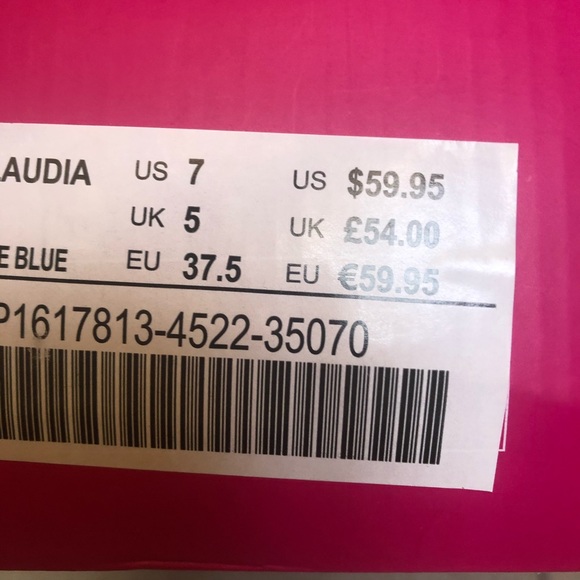 LAUDIA US 7 US $59.95
UK 5 UK £54.00
E BLUE EU 37.5 EU €59.95
P1617813-4522-35070